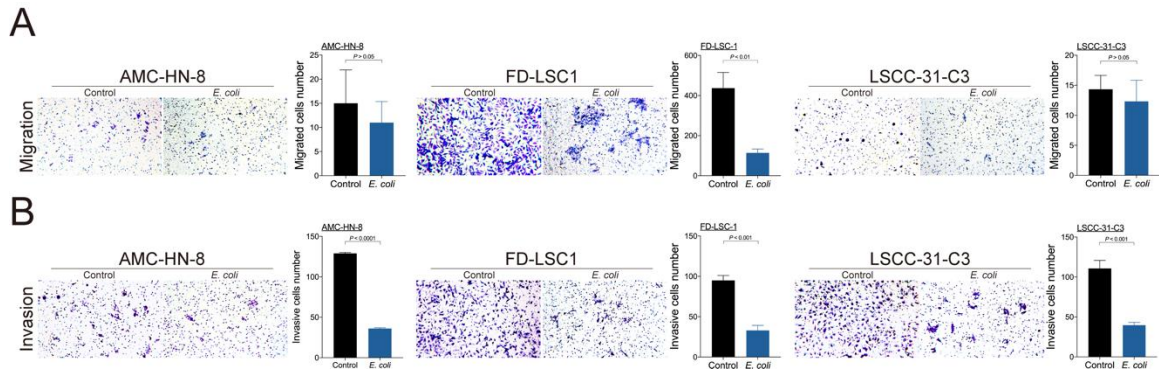 A
AMC-HN-8
Control E. coli
Migration
AMC-HN-8
P > 0.05
Migrated cells number
25
20
15
10
5
0
Control E. coli
FD-LSC1
Control E. coli
FD-LSC-1
P < 0.01
Migrated cells number
600
400
200
0
Control E. coli
LSCC-31-C3
Control E. coli
LSCC-31-C3
P > 0.05
Migrated cells number
20
15
10
5
0
Control E. coli
B
AMC-HN-8
Control E. coli
Invasion
AMC-HN-8
P < 0.0001
Invasive cells number
150
100
50
0
Control E. coli
FD-LSC1
Control E. coli
FD-LSC-1
P < 0.001
Invasive cells number
150
100
50
0
Control E. coli
LSCC-31-C3
Control E. coli
LSCC-31-C3
P < 0.001
Invasive cells number
150
100
50
0
Control E. coli